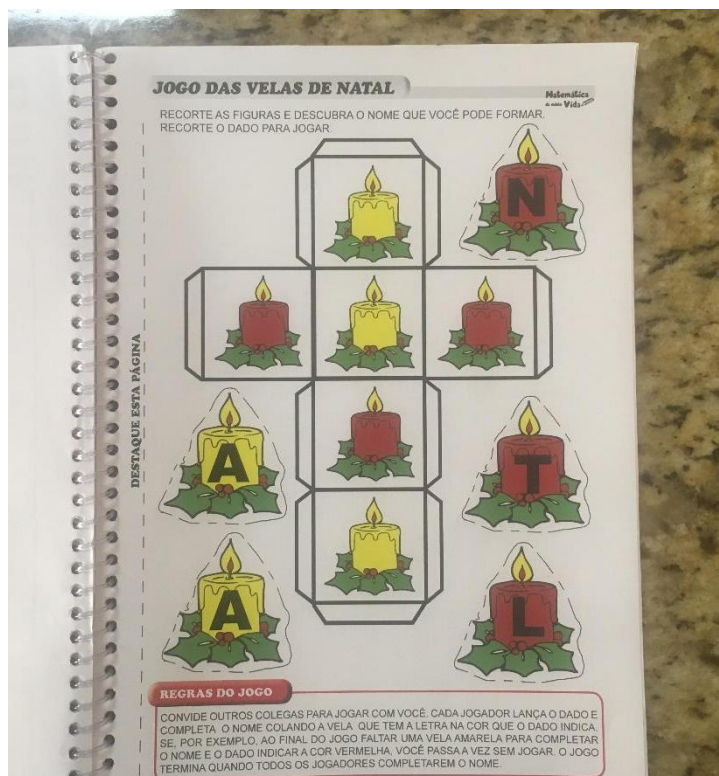 JOGO DAS VELAS DE NATAL
Matemática
da minha Vida
RECORTE AS FIGURAS E DESCUBRA O NOME QUE VOCÊ PODE FORMAR.
RECORTE O DADO PARA JOGAR.
N
DESTAQUE ESTA PÁGINA
A
T
A
L
REGRAS DO JOGO
CONVIDE OUTROS COLEGAS PARA JOGAR COM VOCÊ. CADA JOGADOR LANÇA O DADO E
COMPLETA O NOME COLANDO A VELA QUE TEM A LETRA NA COR QUE O DADO INDICA.
SE, POR EXEMPLO, AO FINAL DO JOGO FALTAR UMA VELA AMARELA PARA COMPLETAR
O NOME E O DADO INDICAR A COR VERMELHA, VOCÊ PASSA A VEZ SEM JOGAR. O JOGO
TERMINA QUANDO TODOS OS JOGADORES COMPLETAREM O NOME.